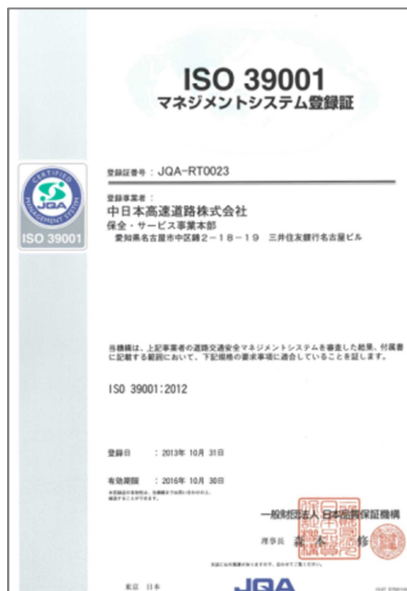 ISO 39001
マネジメントシステム登録証
登録証番号 : JQA-RT0023
CERTIFIED
JQA
MANAGEMENT SYSTEM
ISO 39001
登録事業者 :
中日本高速道路株式会社
保全・サービス事業本部
愛知県名古屋市中区錦2－18－19 三井住友銀行名古屋ビル
当機構は、上記事業者の道路交通安全マネジメントシステムを審査した結果、付属書
に記載する範囲において、下記規格の要求事項に適合していることを証します。
ISO 39001:2012
登録日 : 2013年 10月 31日
有効期限 : 2016年 10月 30日
一般財団法人 日本品質保証機構
理事長 森本 修
東京 日本
JQA